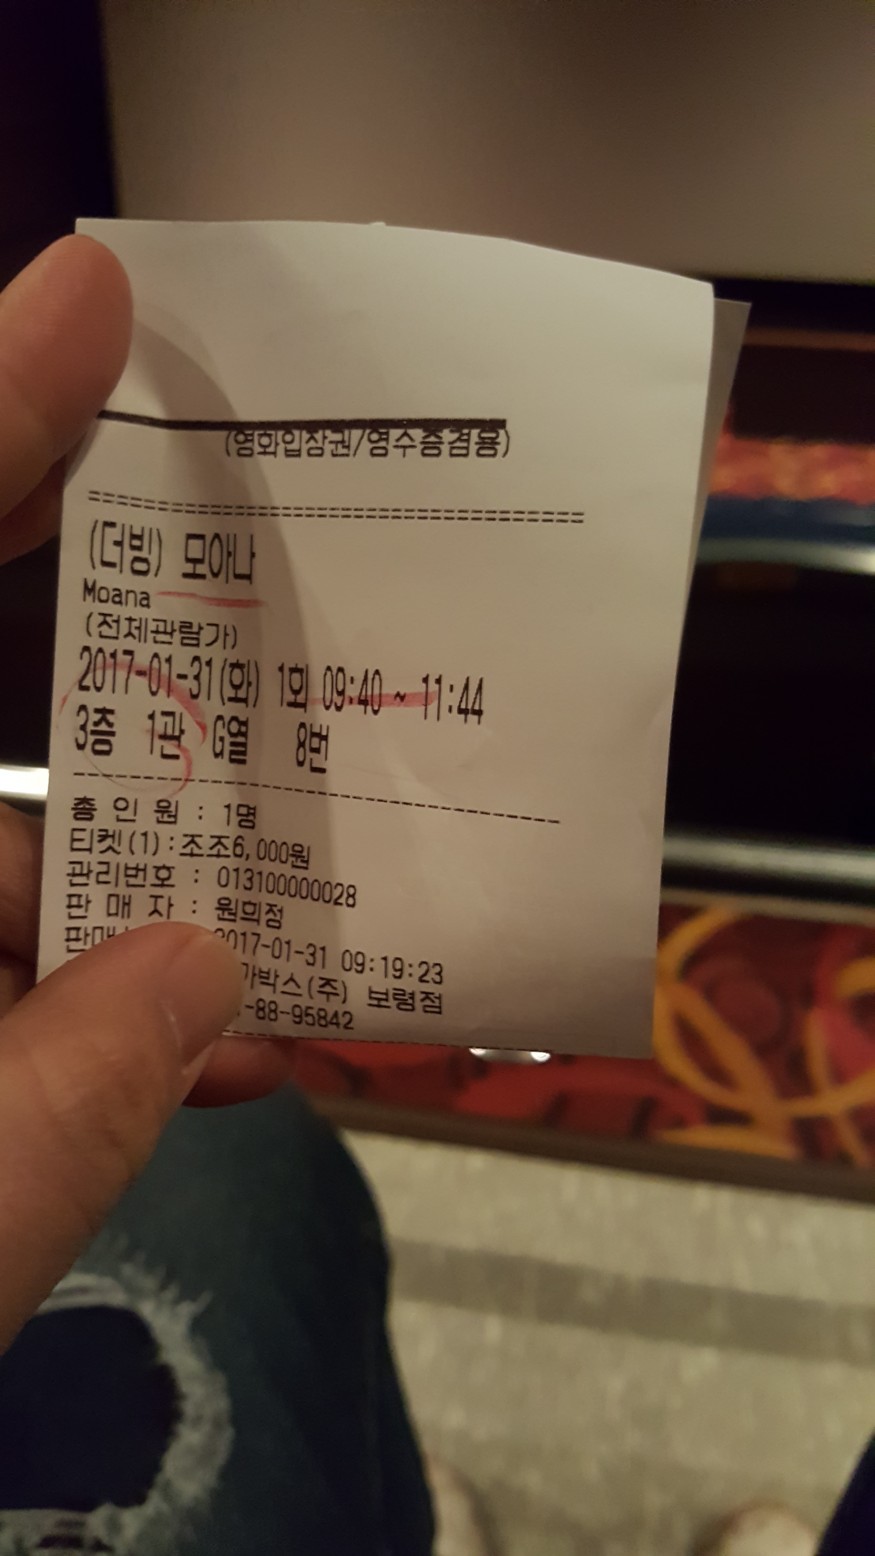 (영화입장권/영수증겸용)
(더빙) 모아나
Moana
(전체관람가)
2017-01-31(화) 1회 09:40 ~ 11:44
3층 1관 G열 8번
총 인 원 : 1명
티켓(1):조조6,000원
관리번호 : 013100000028
판 매 자 : 원희정
2017-01-31 09:19:23
가박스(주) 보령점
-88-95842